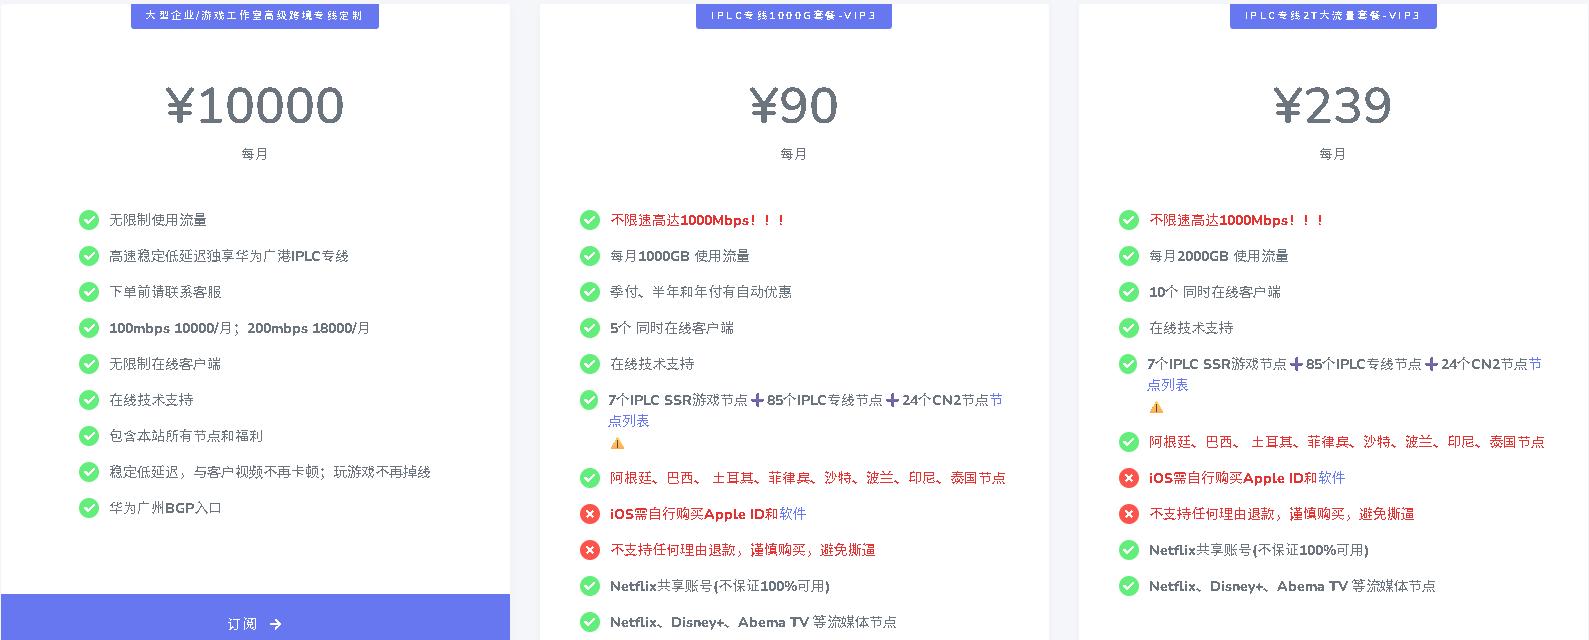 大型企业/游戏工作室高级跨境专线定制
¥10000
每月
无限制使用流量
高速稳定低延迟独享华为广港IPLC专线
下单前请联系客服
100mbps 10000/月；200mbps 18000/月
无限制在线客户端
在线技术支持
包含本站所有节点和福利
稳定低延迟，与客户视频不再卡顿；玩游戏不再掉线
华为广州BGP入口
订阅
IPLC专线1000G套餐-VIP3
¥90
每月
不限速高达1000Mbps！！！
每月1000GB 使用流量
季付、半年和年付有自动优惠
5个 同时在线客户端
在线技术支持
7个IPLC SSR游戏节点➕85个IPLC专线节点➕24个CN2节点节
点列表
⚠
阿根廷、巴西、 土耳其、菲律宾、沙特、波兰、印尼、泰国节点
iOS需自行购买Apple ID和软件
不支持任何理由退款，谨慎购买，避免撕逼
Netflix共享账号(不保证100%可用)
Netflix、Disney+、Abema TV 等流媒体节点
IPLC专线2T大流量套餐-VIP3
¥239
每月
不限速高达1000Mbps！！！
每月2000GB 使用流量
10个 同时在线客户端
在线技术支持
7个IPLC SSR游戏节点➕85个IPLC专线节点➕24个CN2节点节
点列表
⚠
阿根廷、巴西、 土耳其、菲律宾、沙特、波兰、印尼、泰国节点
iOS需自行购买Apple ID和软件
不支持任何理由退款，谨慎购买，避免撕逼
Netflix共享账号(不保证100%可用)
Netflix、Disney+、Abema TV 等流媒体节点